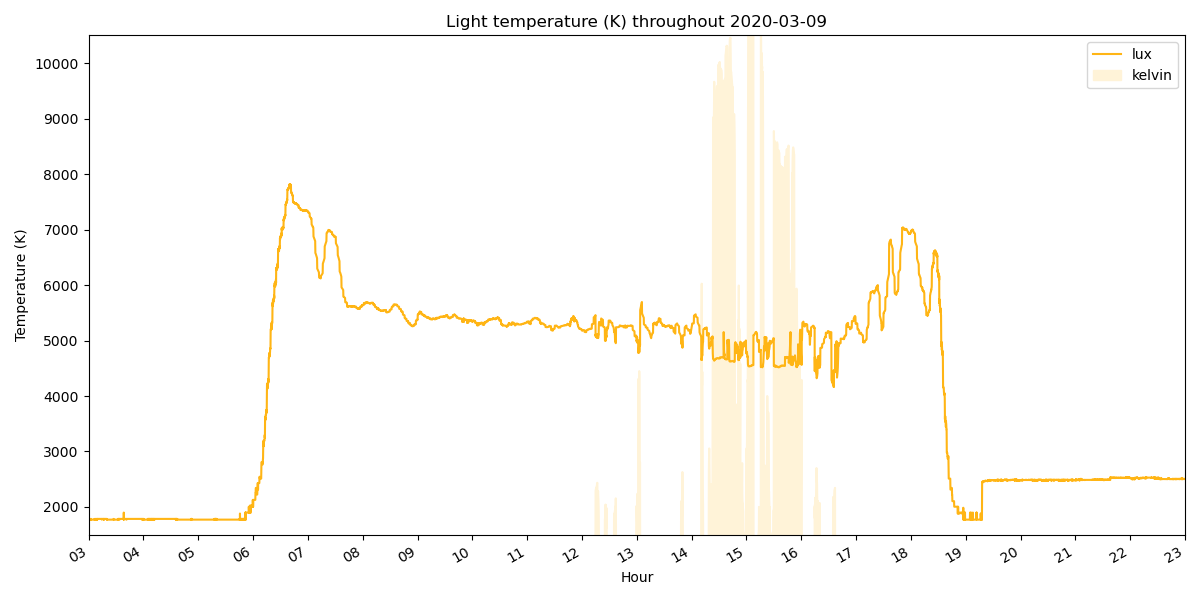 Light temperature (K) throughout 2020-03-09
lux
kelvin
Temperature (K)
10000
9000
8000
7000
6000
5000
4000
3000
2000
03 04 05 06 07 08 09 10 11 12 13 14 15 16 17 18 19 20 21 22 23
Hour